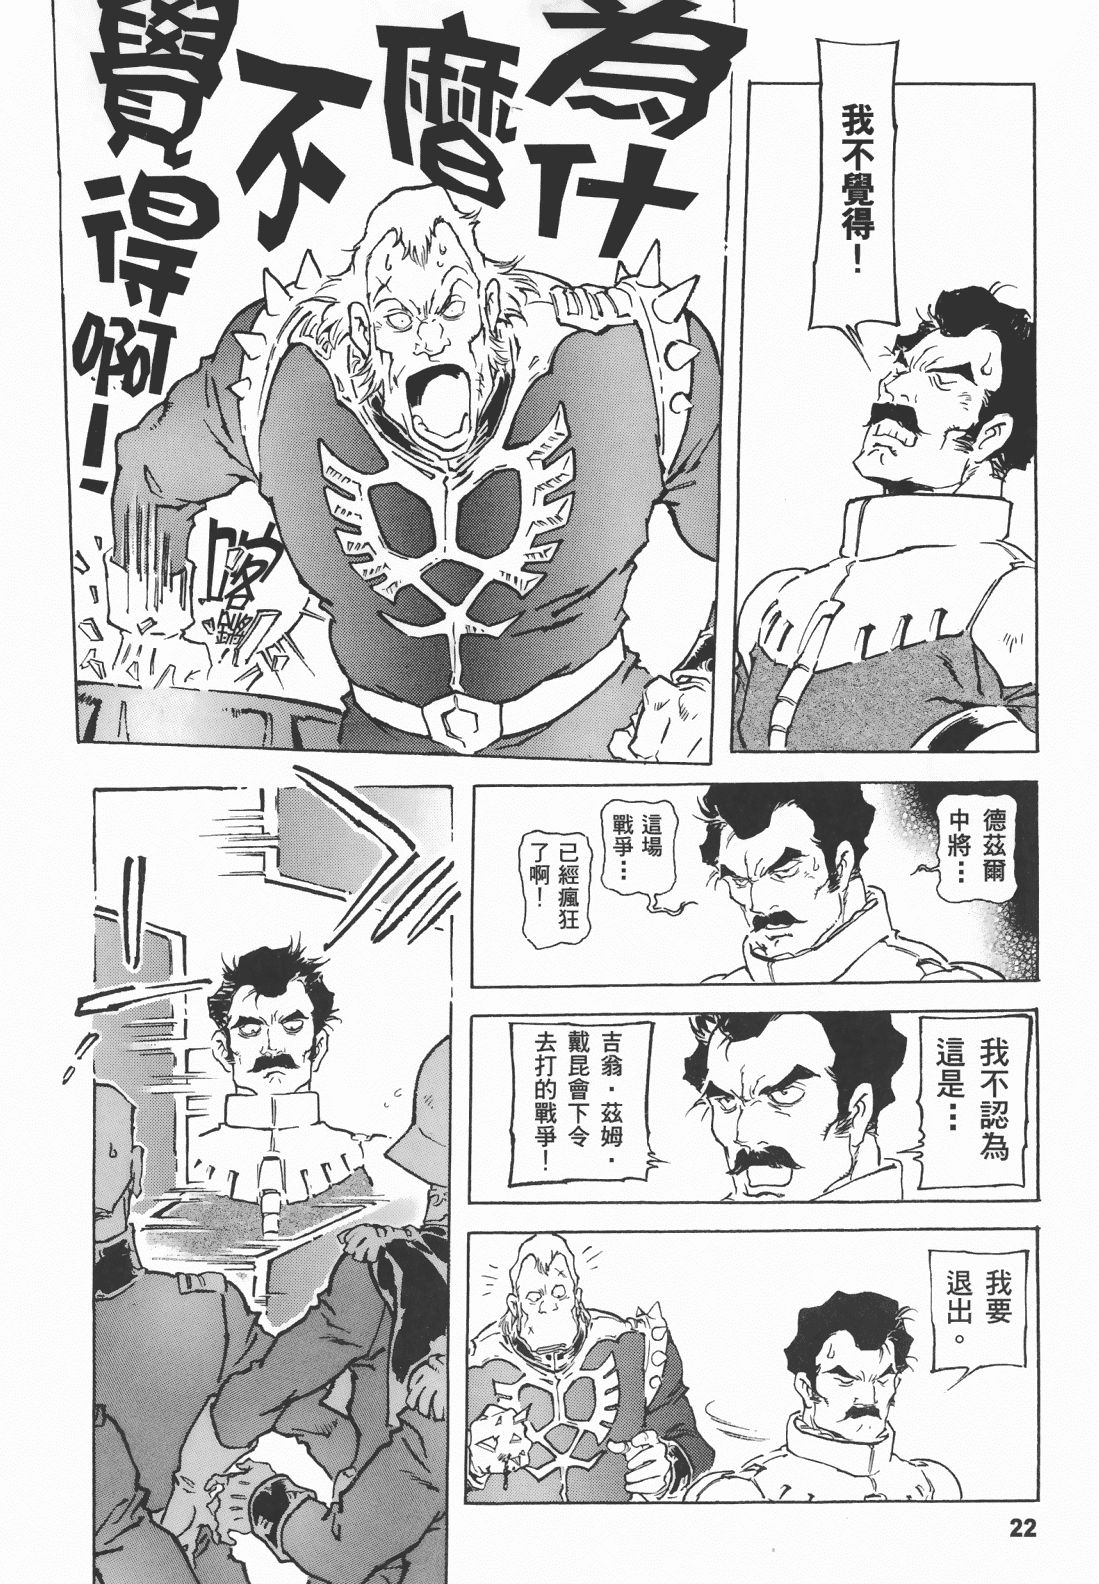 我不覺得！
為什
麼
不
覺得啊！
喀
鏘！
德茲爾
中將…
這場
戰爭…
已經瘋狂
了啊！
我不認為
這是…
吉翁．茲姆．
戴昆會下令
去打的戰爭！
我要
退出。
22